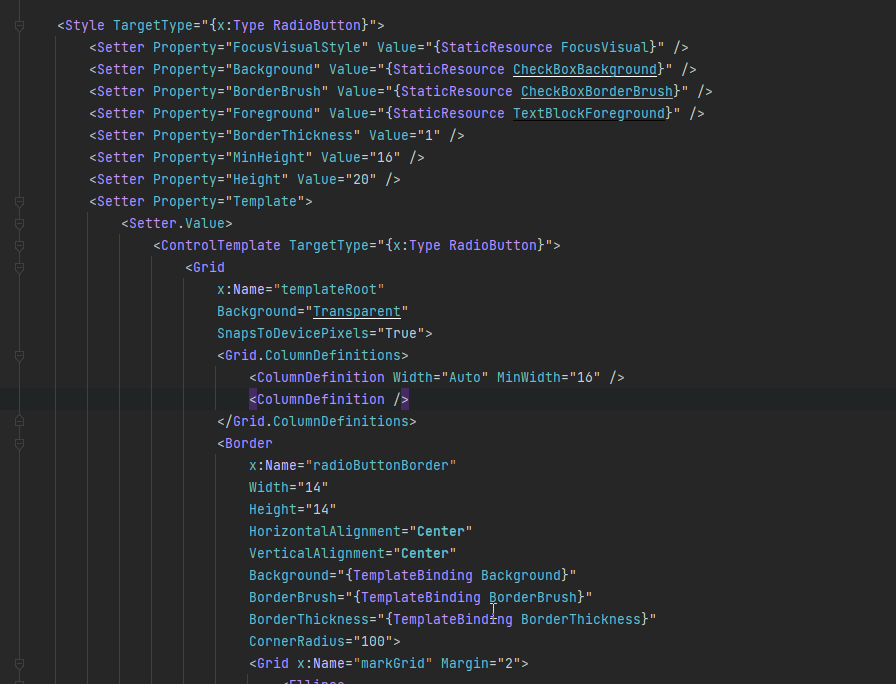 <Style TargetType="{x:Type RadioButton}">
<Setter Property="FocusVisualStyle" Value="{StaticResource FocusVisual}" />
<Setter Property="Background" Value="{StaticResource CheckBoxBackground}" />
<Setter Property="BorderBrush" Value="{StaticResource CheckBoxBorderBrush}" />
<Setter Property="Foreground" Value="{StaticResource TextBlockForeground}" />
<Setter Property="BorderThickness" Value="1" />
<Setter Property="MinHeight" Value="16" />
<Setter Property="Height" Value="20" />
<Setter Property="Template">
<Setter.Value>
<ControlTemplate TargetType="{x:Type RadioButton}">
<Grid
x:Name="templateRoot"
Background="Transparent"
SnapsToDevicePixels="True">
<Grid.ColumnDefinitions>
<ColumnDefinition Width="Auto" MinWidth="16" />
<ColumnDefinition />
</Grid.ColumnDefinitions>
<Border
x:Name="radioButtonBorder"
Width="14"
Height="14"
HorizontalAlignment="Center"
VerticalAlignment="Center"
Background="{TemplateBinding Background}"
BorderBrush="{TemplateBinding BorderBrush}"
BorderThickness="{TemplateBinding BorderThickness}"
CornerRadius="100">
<Grid x:Name="markGrid" Margin="2">
<Ellipse